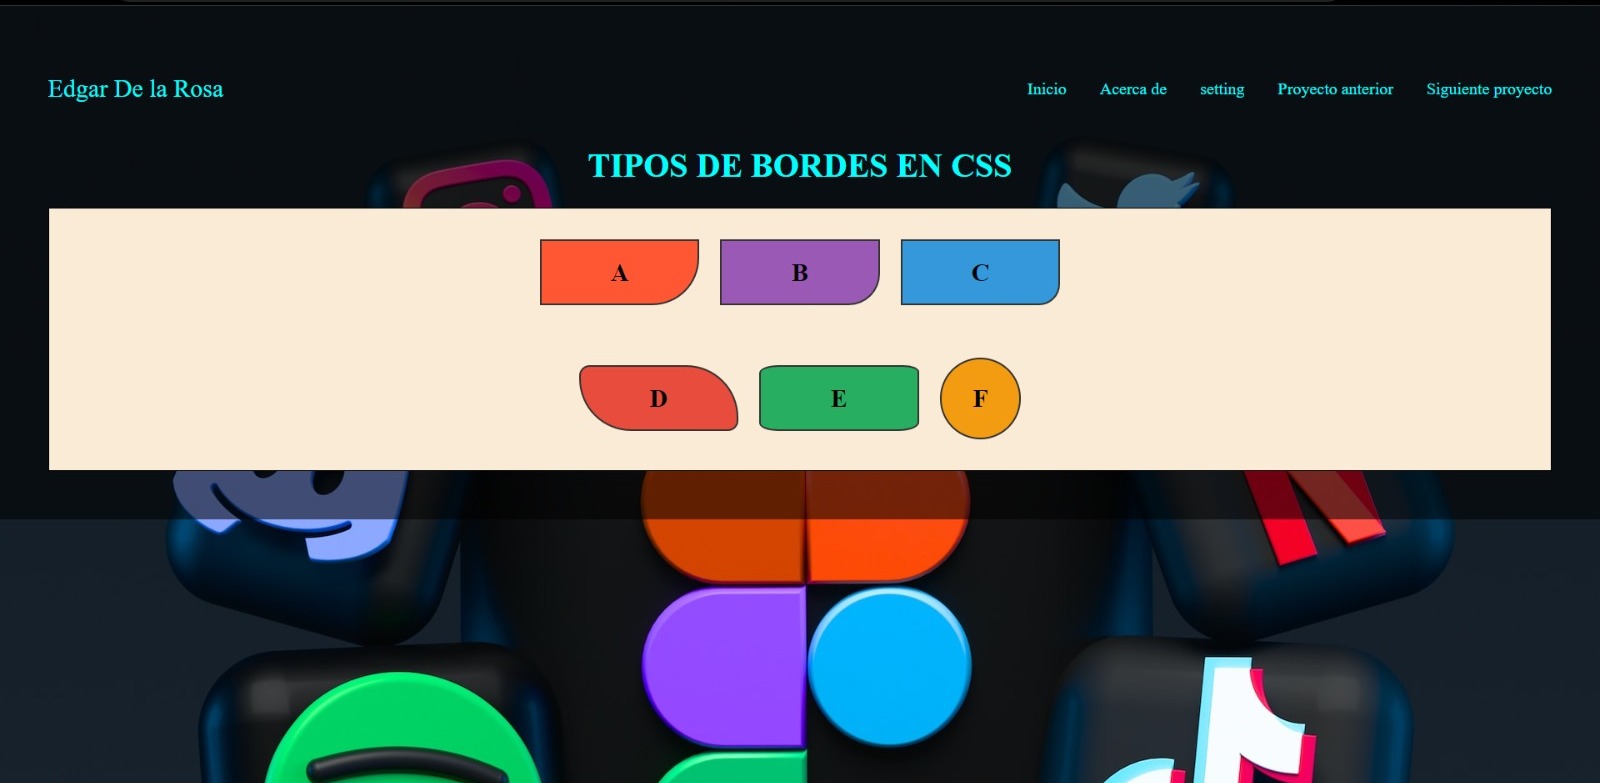 Edgar De la Rosa
Inicio Acerca de setting Proyecto anterior Siguiente proyecto
TIPOS DE BORDES EN CSS
A B C
D E F